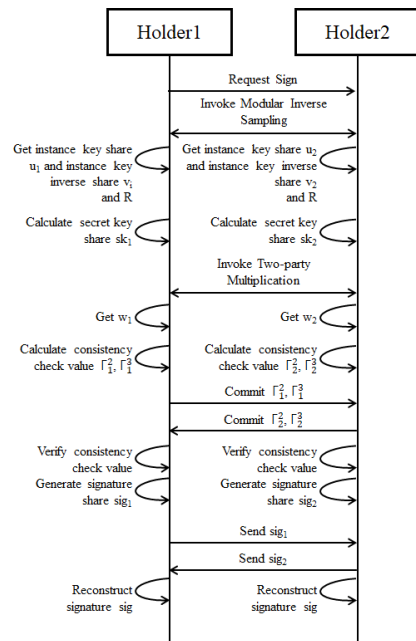 Holder1
Holder2
Request Sign
Invoke Modular Inverse
Sampling
Get instance key share
u₁ and instance key
inverse share vᵢ
and R
Get instance key share u₂
and instance key inverse
share v₂
and R
Calculate secret key
share sk₁
Calculate secret key
share sk₂
Invoke Two-party
Multiplication
Get w₁
Get w₂
Calculate consistency
check value Γ₁², Γ₁³
Calculate consistency
check value Γ₂², Γ₂³
Commit Γ₁², Γ₁³
Commit Γ₂², Γ₂³
Verify consistency
check value
Verify consistency
check value
Generate signature
share sig₁
Generate signature
share sig₂
Send sig₁
Send sig₂
Reconstruct
signature sig
Reconstruct
signature sig